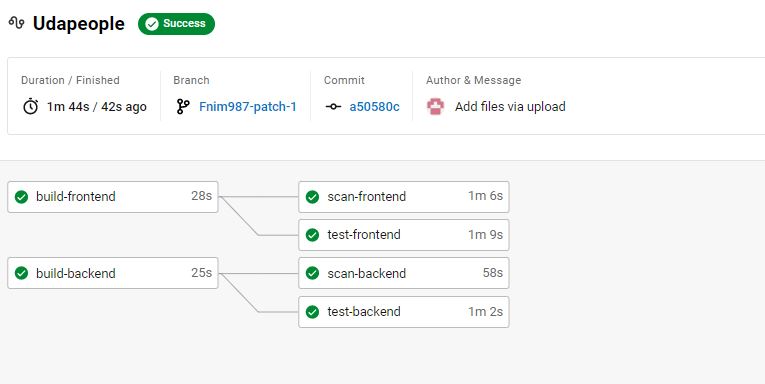 Udapeople Success
Duration / Finished Branch Commit Author & Message
1m 44s / 42s ago Fnim987-patch-1 a50580c Add files via upload
build-frontend 28s scan-frontend 1m 6s
test-frontend 1m 9s
build-backend 25s scan-backend 58s
test-backend 1m 2s